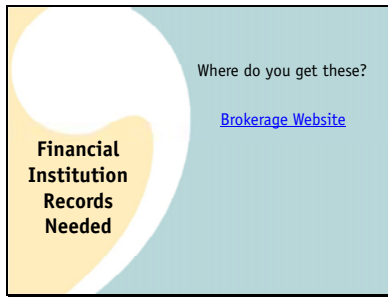 Where do you get these?
Brokerage Website
Financial
Institution
Records
Needed